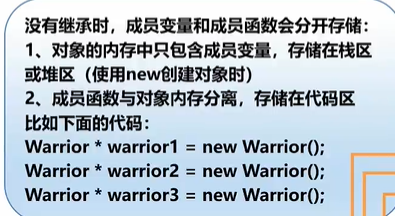 没有继承时，成员变量和成员函数会分开存储：
1、对象的内存中只包含成员变量，存储在栈区
或堆区（使用new创建对象时）
2、成员函数与对象内存分离，存储在代码区
比如下面的代码：
Warrior * warrior1 = new Warrior();
Warrior * warrior2 = new Warrior();
Warrior * warrior3 = new Warrior();